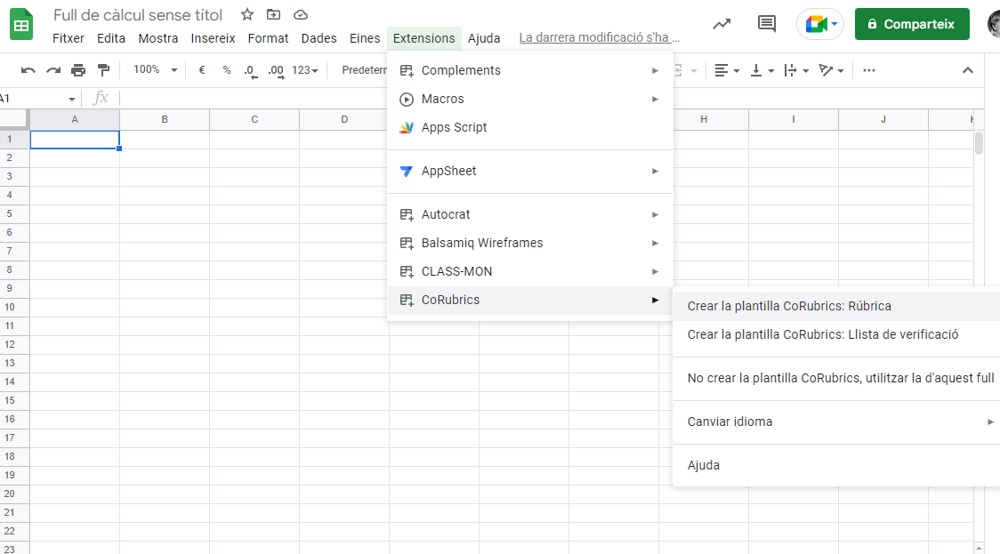 Full de càlcul sense títol
Fitxer Edita Mostra Insereix Format Dades Eines Extensions Ajuda La darrera modificació s'ha ...
Comparteix
100% € % .0 .00 123 Predeterm
A1 fx
A B C D H I J K
1
2
3
4
5
6
7
8
9
10
11
12
13
14
15
16
17
18
19
20
21
22
23
Complements
Macros
Apps Script
AppSheet
Autocrat
Balsamiq Wireframes
CLASS-MON
CoRubrics
Crear la plantilla CoRubrics: Rúbrica
Crear la plantilla CoRubrics: Llista de verificació
No crear la plantilla CoRubrics, utilitzar la d'aquest full
Canviar idioma
Ajuda